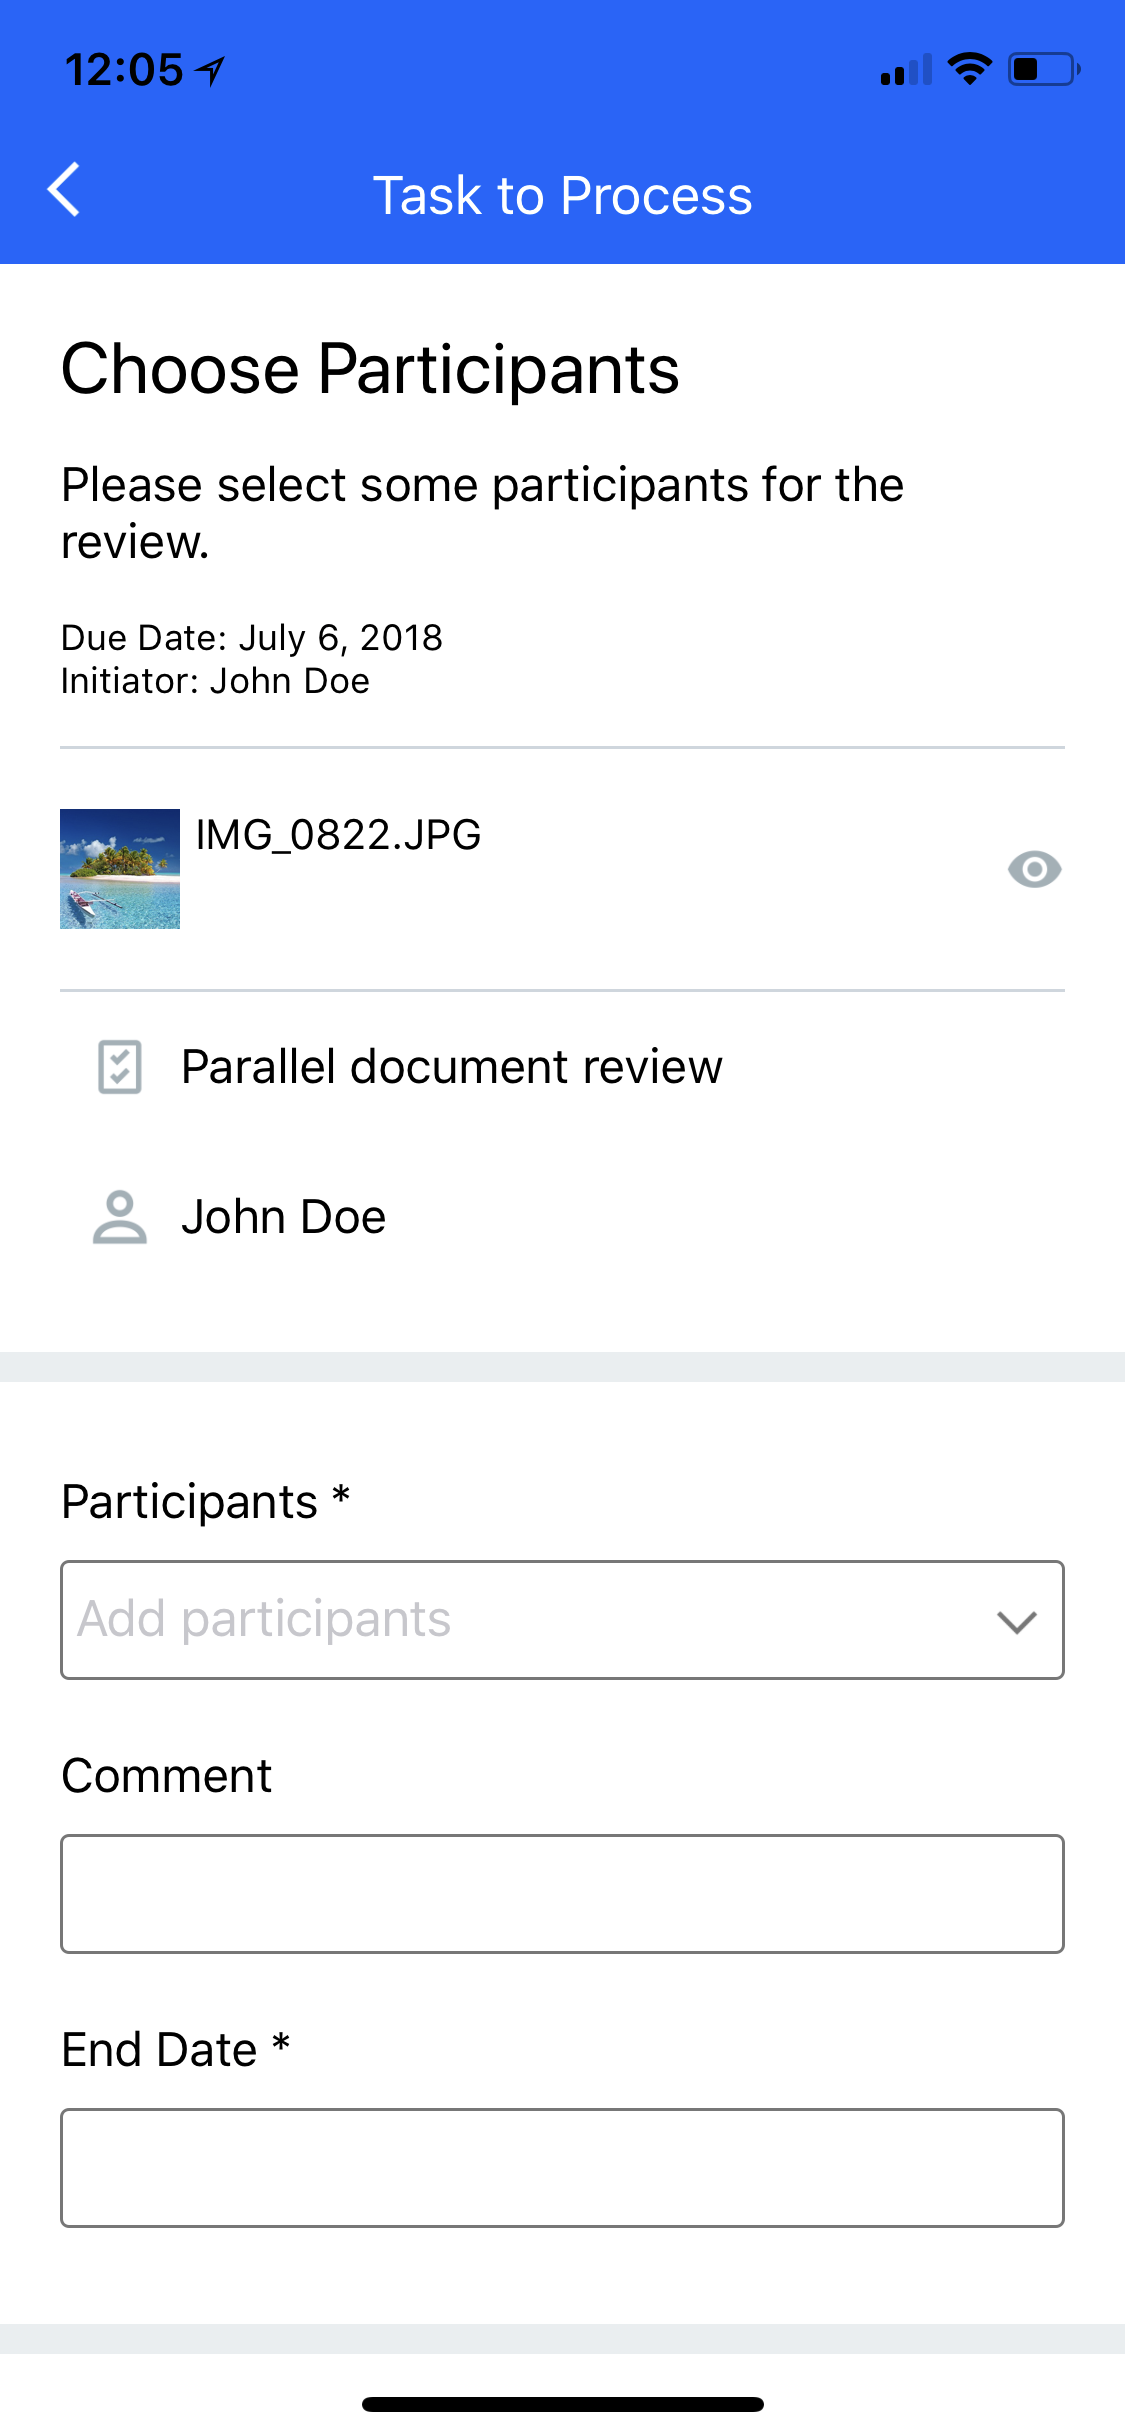 12:05
Task to Process
Choose Participants
Please select some participants for the
review.
Due Date: July 6, 2018
Initiator: John Doe
IMG_0822.JPG
Parallel document review
John Doe
Participants *
Add participants
Comment
End Date *